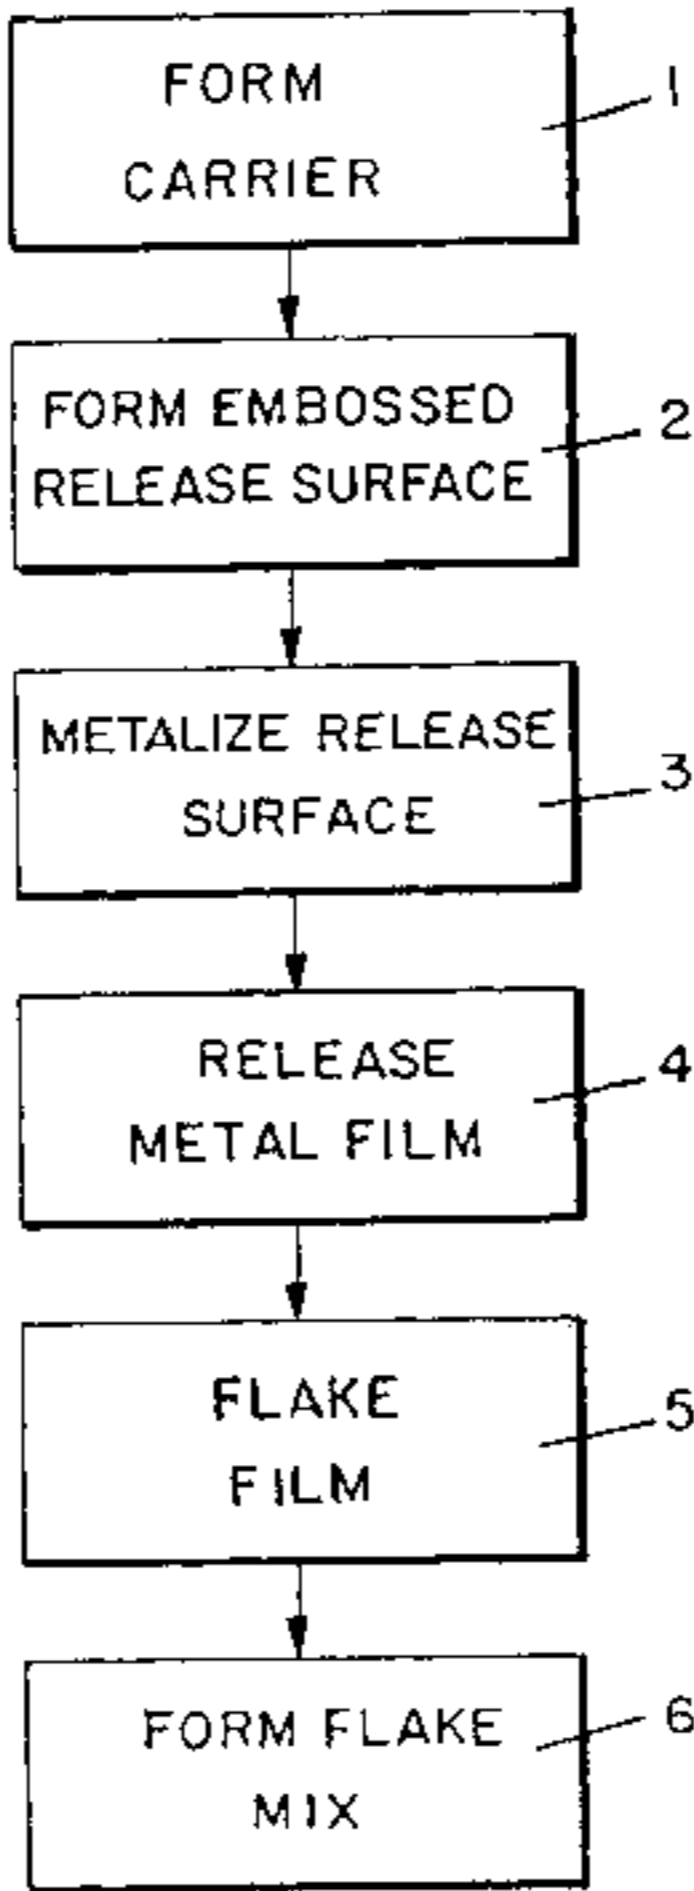 FORM
CARRIER
1
FORM EMBOSSED
RELEASE SURFACE
2
METALIZE RELEASE
SURFACE
3
RELEASE
METAL FILM
4
FLAKE
FILM
5
FORM FLAKE
MIX
6